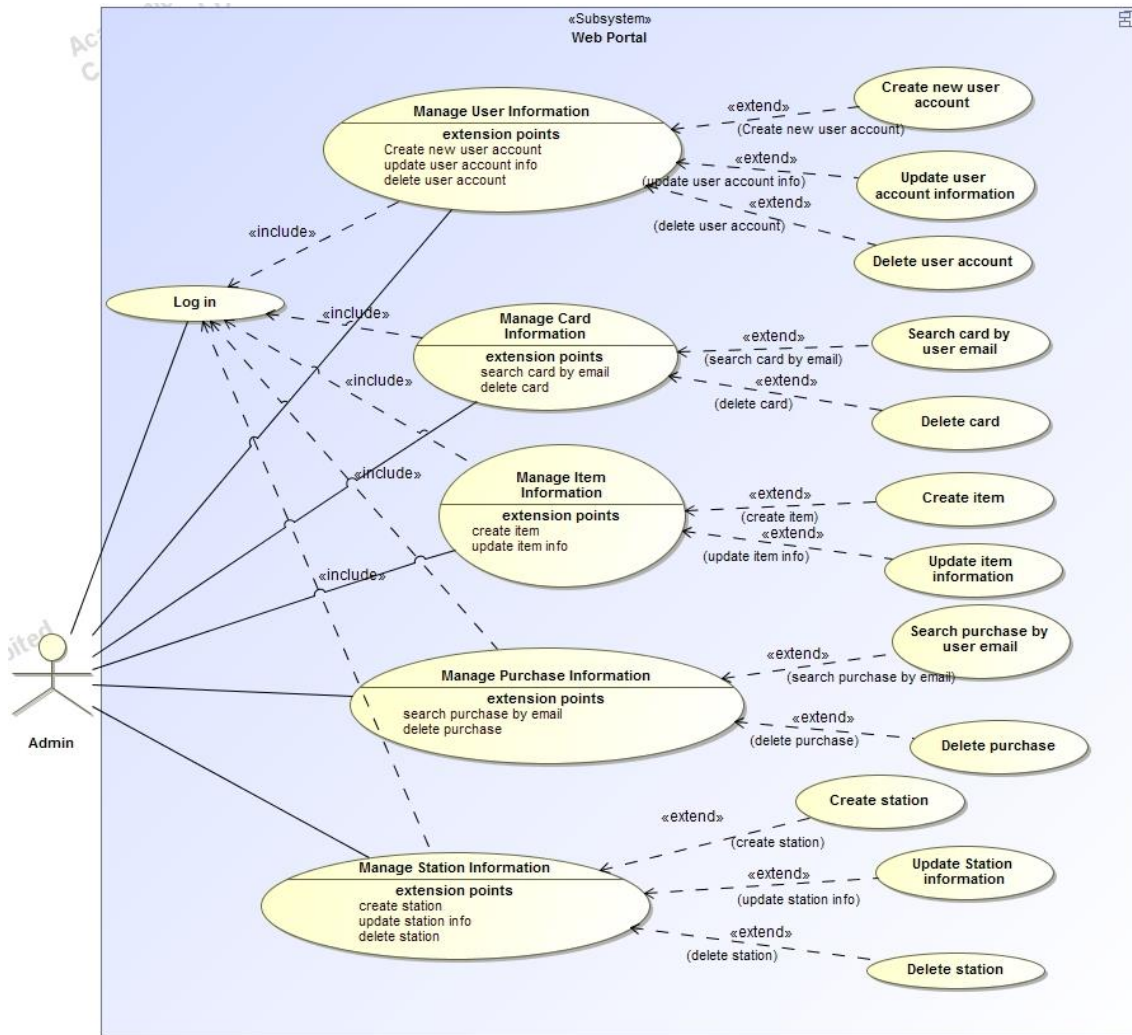 «Subsystem»
Web Portal
Manage User Information
extension points
Create new user account
update user account info
delete user account
«extend»
(Create new user account)
Create new user
account
«extend»
(update user account info)
Update user
account information
«extend»
(delete user account)
Delete user account
«include»
Log in
«include»
Manage Card
Information
extension points
search card by email
delete card
«extend»
(search card by email)
Search card by
user email
«extend»
(delete card)
Delete card
«include»
Manage Item
Information
extension points
create item
update item info
«extend»
(create item)
Create item
«extend»
(update item info)
Update item
information
«include»
Manage Purchase Information
extension points
search purchase by email
delete purchase
«extend»
(search purchase by email)
Search purchase by
user email
«extend»
(delete purchase)
Delete purchase
«include»
Admin
Manage Station Information
extension points
create station
update station info
delete station
«extend»
(create station)
Create station
«extend»
(update station info)
Update Station
information
«extend»
(delete station)
Delete station